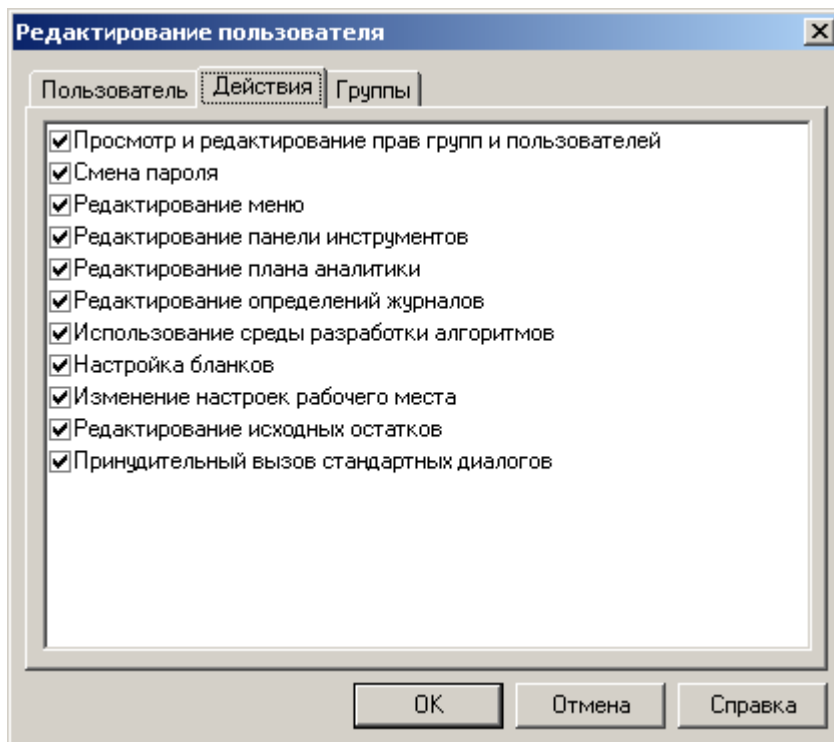 Редактирование пользователя
Пользователь Действия Группы
Просмотр и редактирование прав групп и пользователей
Смена пароля
Редактирование меню
Редактирование панели инструментов
Редактирование плана аналитики
Редактирование определений журналов
Использование среды разработки алгоритмов
Настройка бланков
Изменение настроек рабочего места
Редактирование исходных остатков
Принудительный вызов стандартных диалогов
OK Отмена Справка